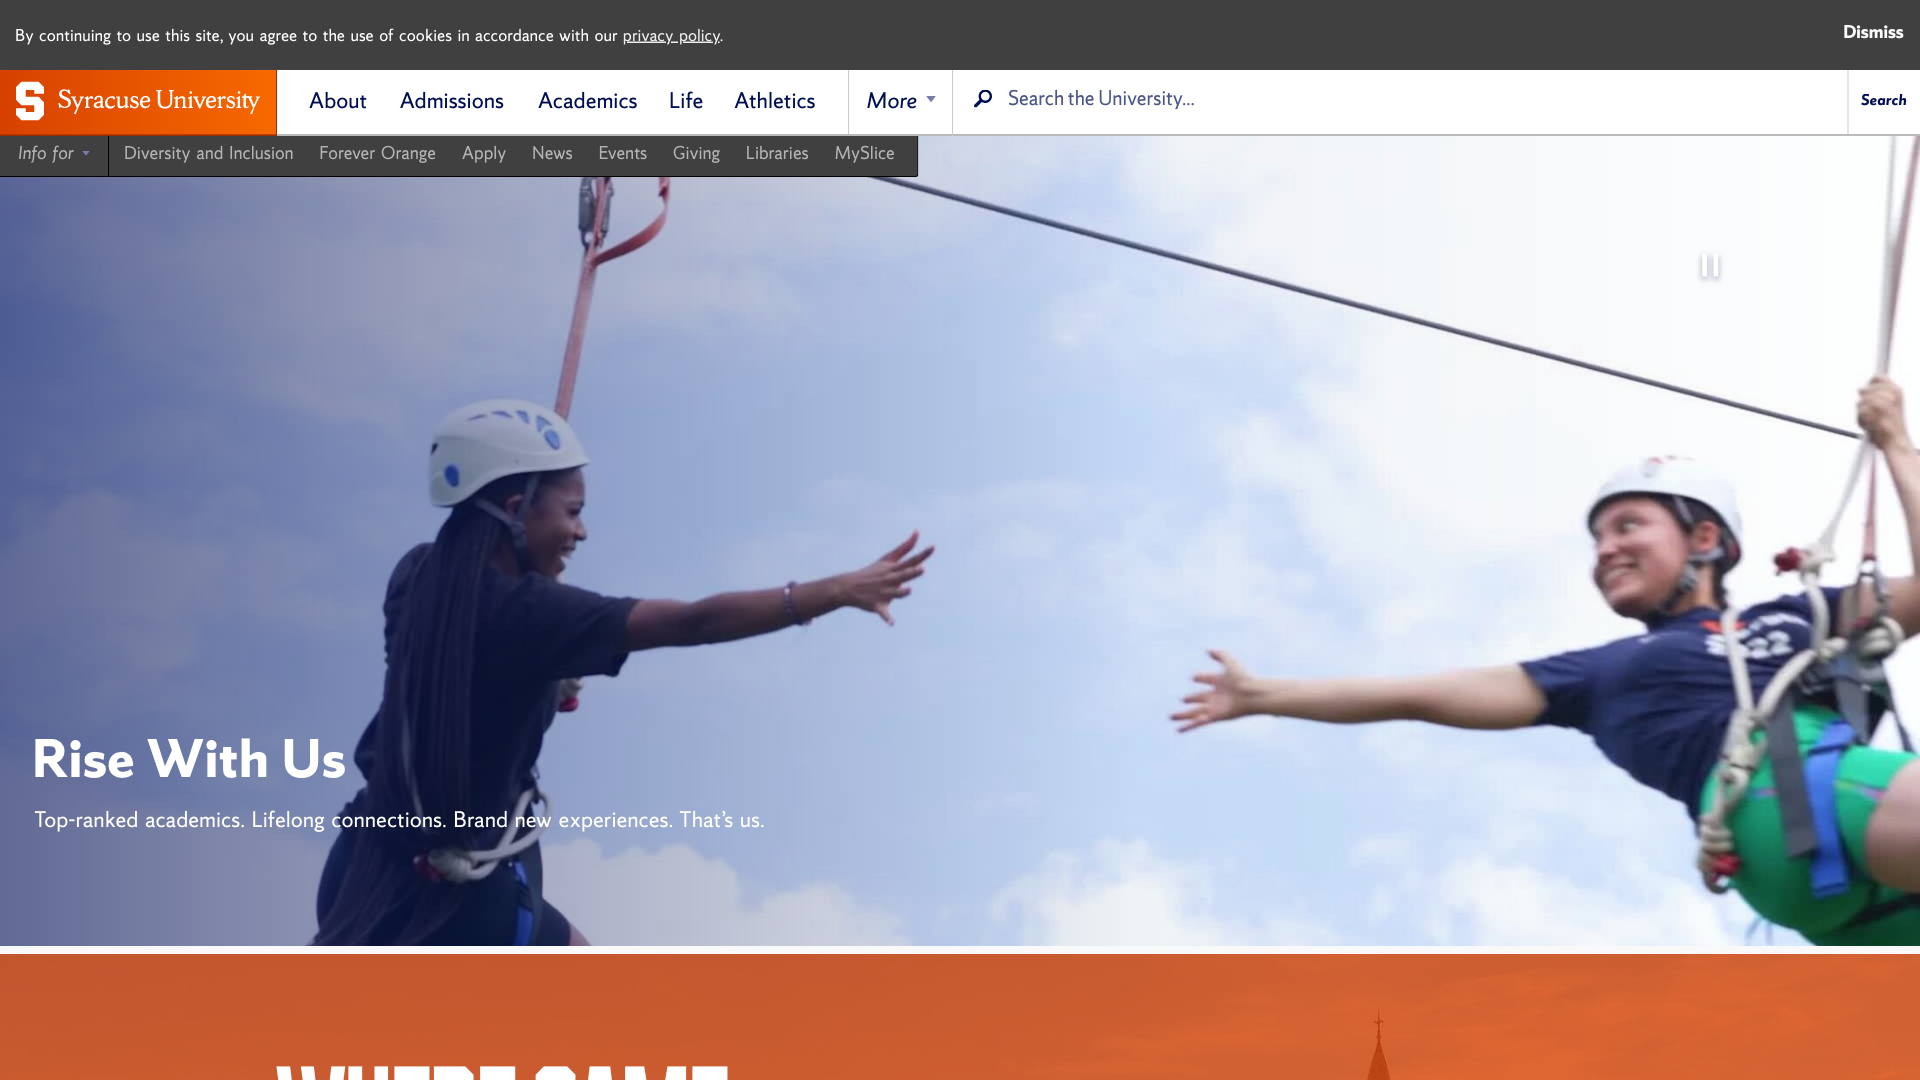 By continuing to use this site, you agree to the use of cookies in accordance with our privacy policy.
Dismiss
Syracuse University
About Admissions Academics Life Athletics More Search the University... Search
Info for Diversity and Inclusion Forever Orange Apply News Events Giving Libraries MySlice
Rise With Us
Top-ranked academics. Lifelong connections. Brand new experiences. That’s us.